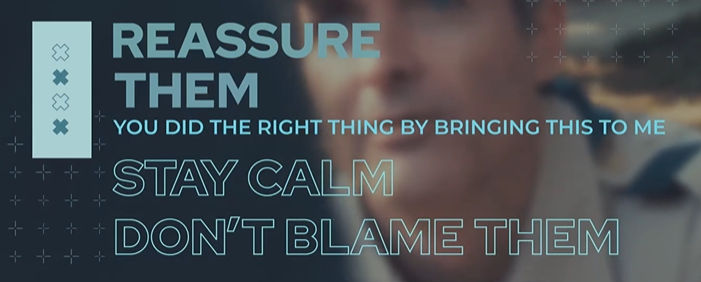 REASSURE
THEM
YOU DID THE RIGHT THING BY BRINGING THIS TO ME
STAY CALM
DON'T BLAME THEM